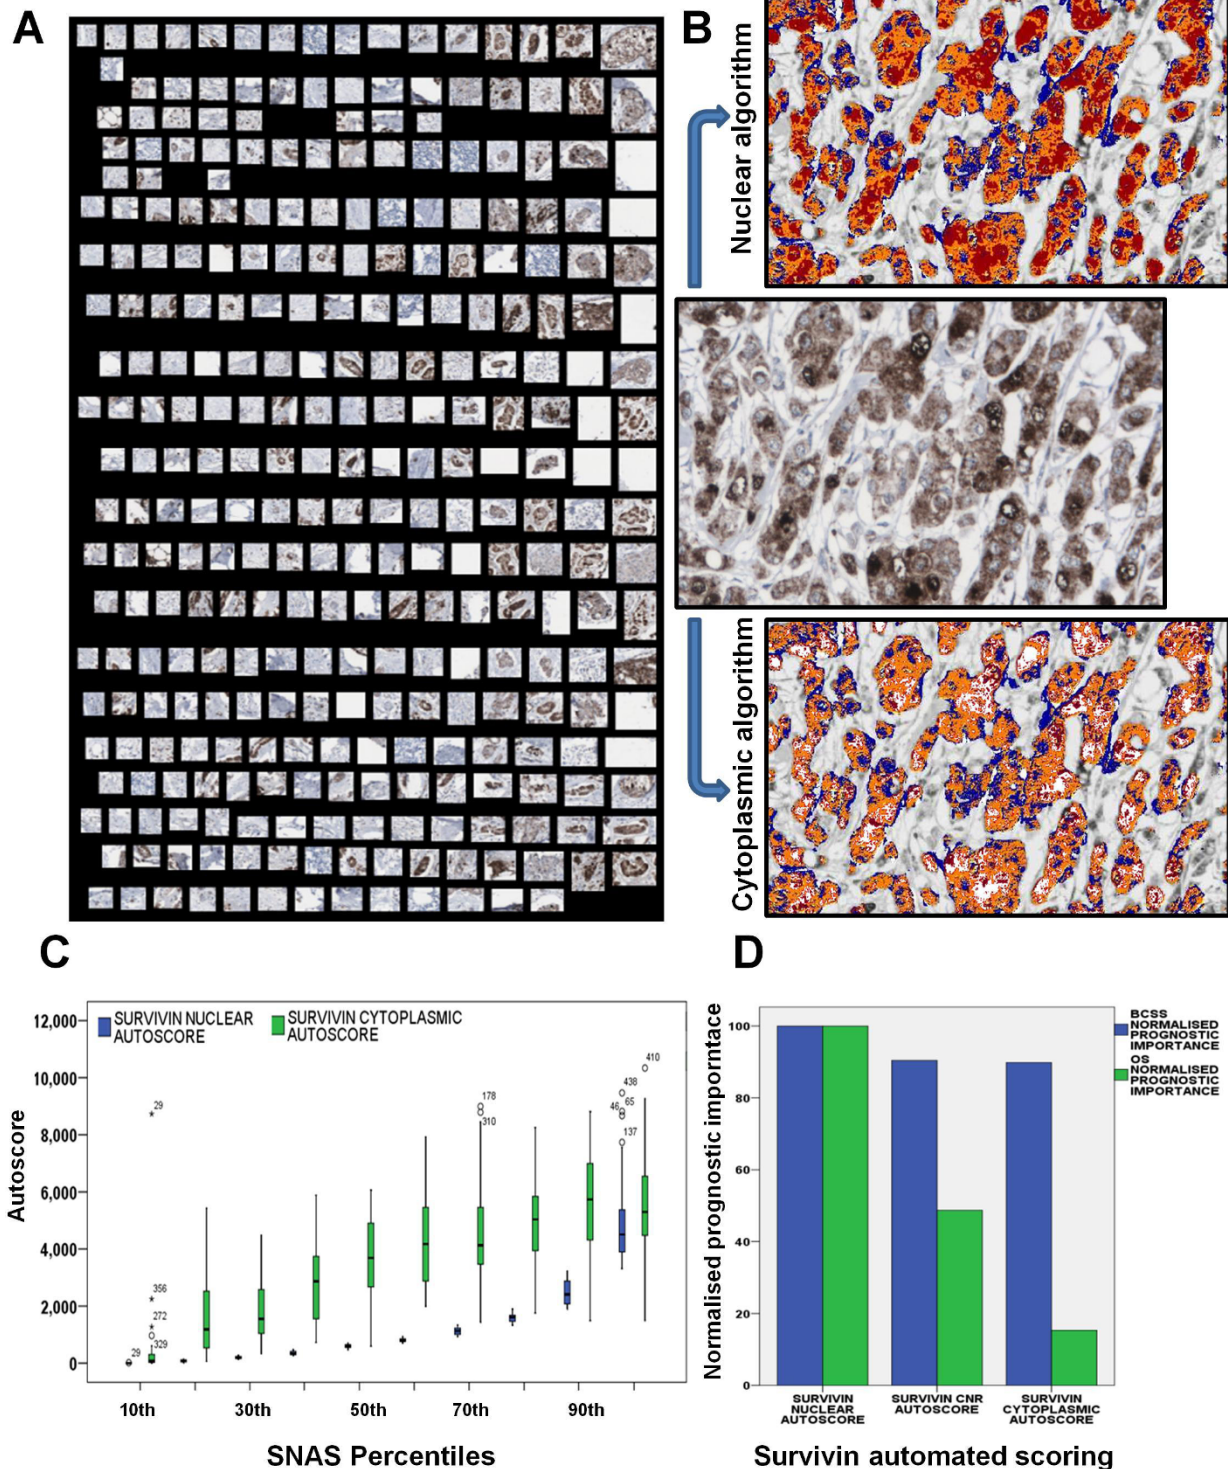 A
B
Nuclear algorithm
Cytoplasmic algorithm
C
SURVIVIN NUCLEAR
AUTOSCORE
SURVIVIN CYTOPLASMIC
AUTOSCORE
Autoscore
12,000
10,000
8,000
6,000
4,000
2,000
0
29
356
272
329
29
178
310
438
46
65
137
410
10th
30th
50th
70th
90th
SNAS Percentiles
D
Normalised prognostic imporntace
100
80
60
40
20
0
BCSS
NORMALISED
PROGNOSTIC
IMPORTANCE
OS
NORMALISED
PROGNOSTIC
IMPORTANCE
SURVIVIN
NUCLEAR
AUTOSCORE
SURVIVIN CNR
AUTOSCORE
SURVIVIN
CYTOPLASMIC
AUTOSCORE
Survivin automated scoring